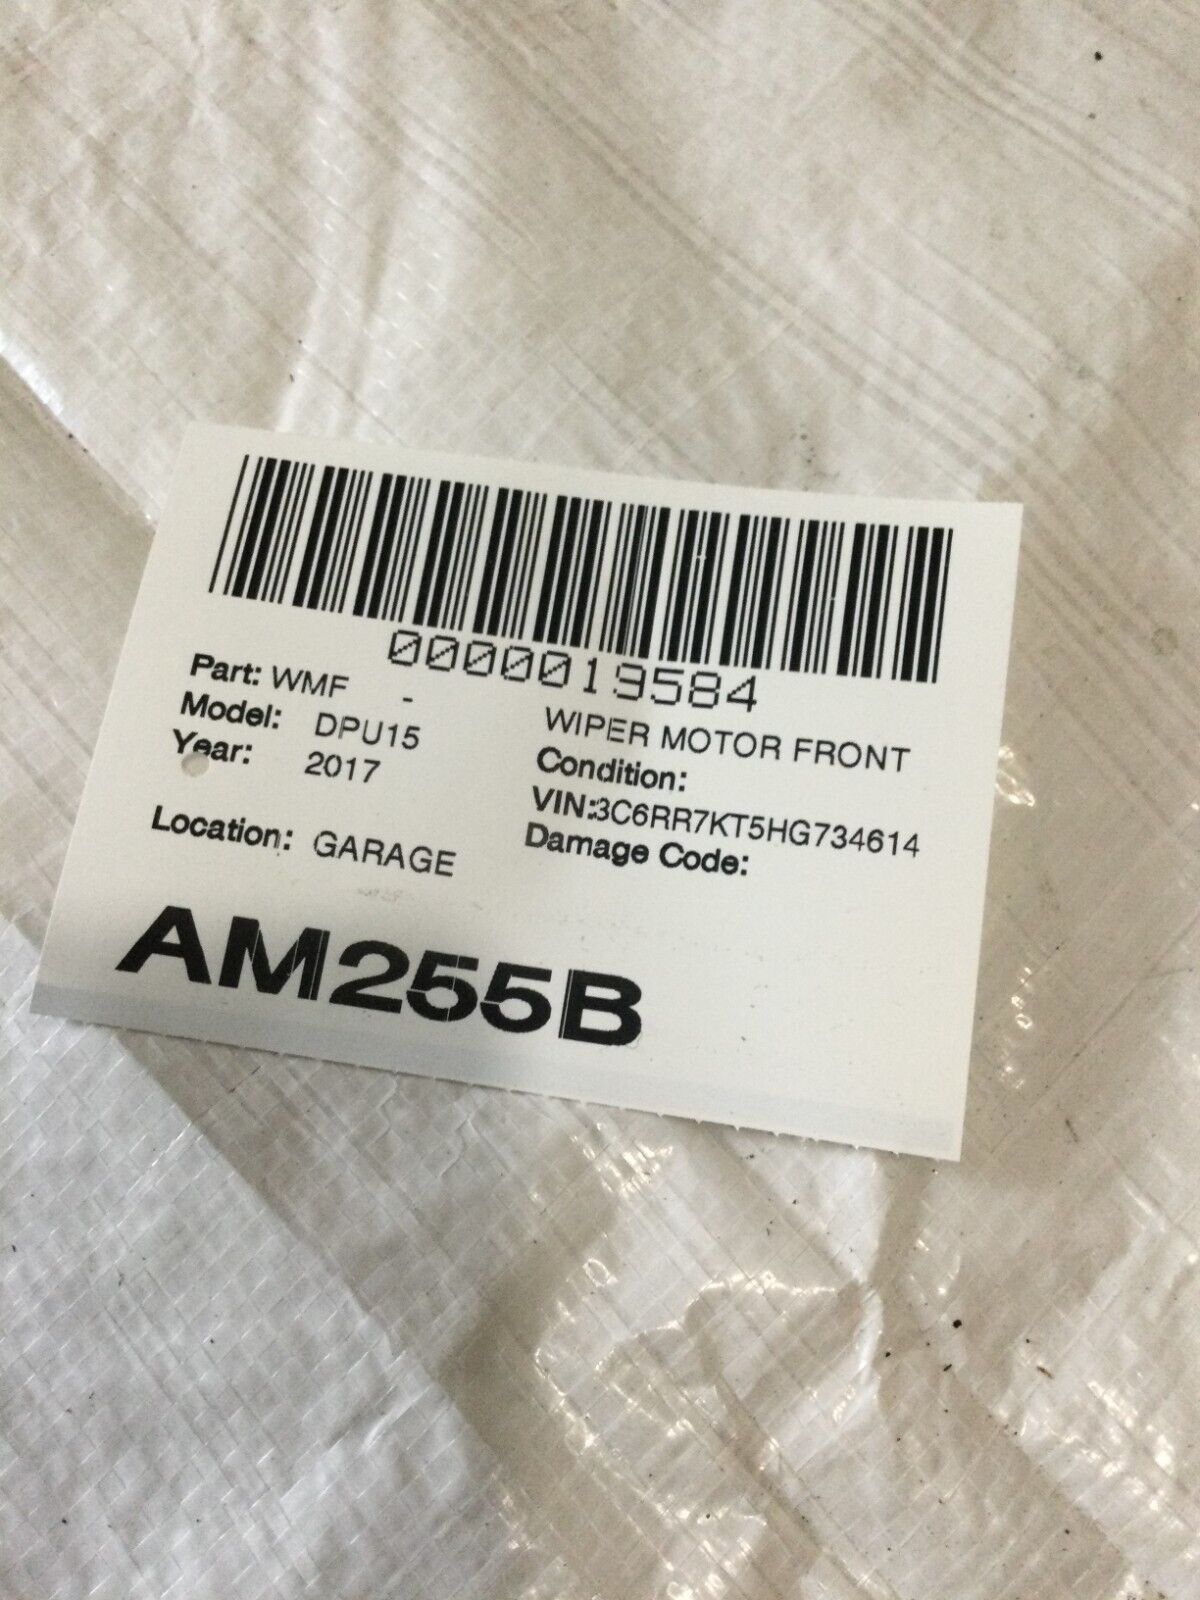 0000019584
Part: WMF -
WIPER MOTOR FRONT
Model: DPU15
Condition:
Year: 2017
VIN:3C6RR7KT5HG734614
Damage Code:
Location: GARAGE
AM255B